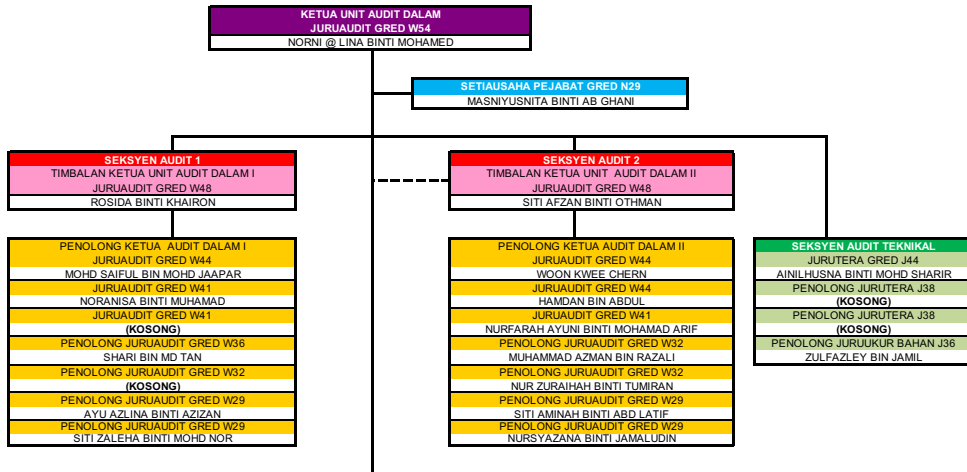 KETUA UNIT AUDIT DALAM
JURUAUDIT GRED W54
NORNI @ LINA BINTI MOHAMED
SETIAUSAHA PEJABAT GRED N29
MASNIYUSNITA BINTI AB GHANI
SEKSYEN AUDIT 1
TIMBALAN KETUA UNIT AUDIT DALAM I
JURUAUDIT GRED W48
ROSIDA BINTI KHAIRON
PENOLONG KETUA AUDIT DALAM I
JURUAUDIT GRED W44
MOHD SAIFUL BIN MOHD JAAPAR
JURUAUDIT GRED W41
NORANISA BINTI MUHAMAD
JURUAUDIT GRED W41
(KOSONG)
PENOLONG JURUAUDIT GRED W36
SHARI BIN MD TAN
PENOLONG JURUAUDIT GRED W32
(KOSONG)
PENOLONG JURUAUDIT GRED W29
AYU AZLINA BINTI AZIZAN
PENOLONG JURUAUDIT GRED W29
SITI ZALEHA BINTI MOHD NOR
SEKSYEN AUDIT 2
TIMBALAN KETUA UNIT AUDIT DALAM II
JURUAUDIT GRED W48
SITI AFZAN BINTI OTHMAN
PENOLONG KETUA AUDIT DALAM II
JURUAUDIT GRED W44
WOON KWEE CHERN
JURUAUDIT GRED W44
HAMDAN BIN ABDUL
JURUAUDIT GRED W41
NURFARAH AYUNI BINTI MOHAMAD ARIF
PENOLONG JURUAUDIT GRED W32
MUHAMMAD AZMAN BIN RAZALI
PENOLONG JURUAUDIT GRED W32
NUR ZURAIHAH BINTI TUMIRAN
PENOLONG JURUAUDIT GRED W29
SITI AMINAH BINTI ABD LATIF
PENOLONG JURUAUDIT GRED W29
NURSYAZANA BINTI JAMALUDIN
SEKSYEN AUDIT TEKNIKAL
JURUTERA GRED J44
AINILHUSNA BINTI MOHD SHARIR
PENOLONG JURUTERA J38
(KOSONG)
PENOLONG JURUTERA J38
(KOSONG)
PENOLONG JURUUKUR BAHAN J36
ZULFAZLEY BIN JAMIL